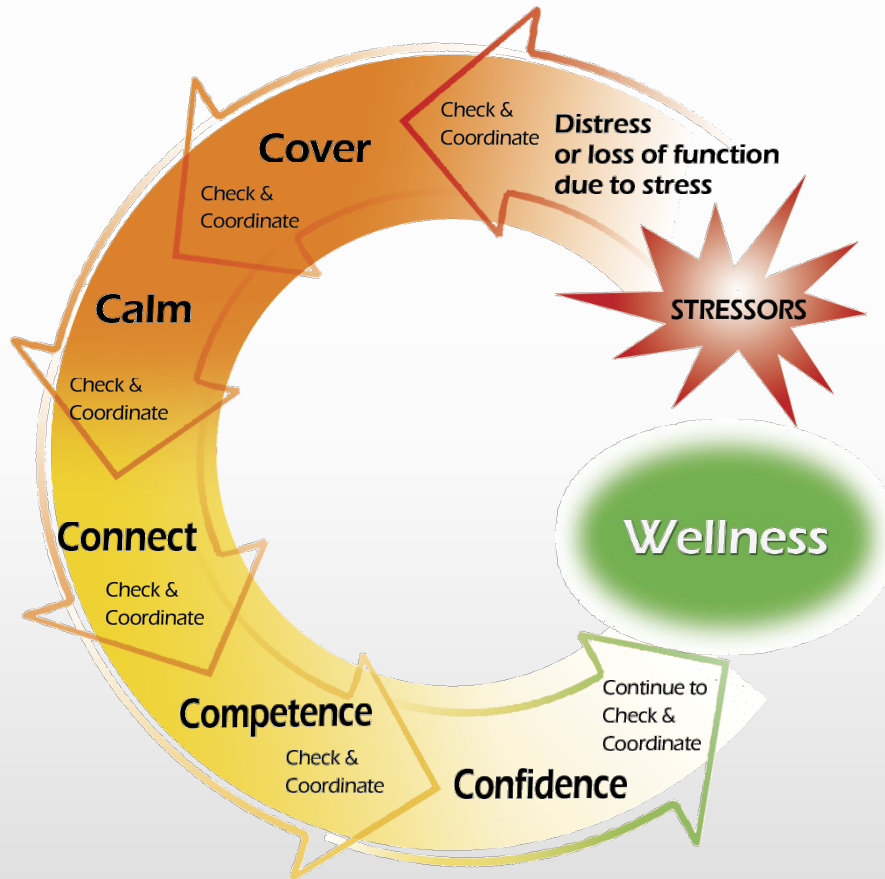 STRESSORS
Distress
or loss of function
due to stress
Check &
Coordinate
Cover
Check &
Coordinate
Calm
Check &
Coordinate
Connect
Check &
Coordinate
Competence
Check &
Coordinate
Confidence
Continue to
Check &
Coordinate
Wellness